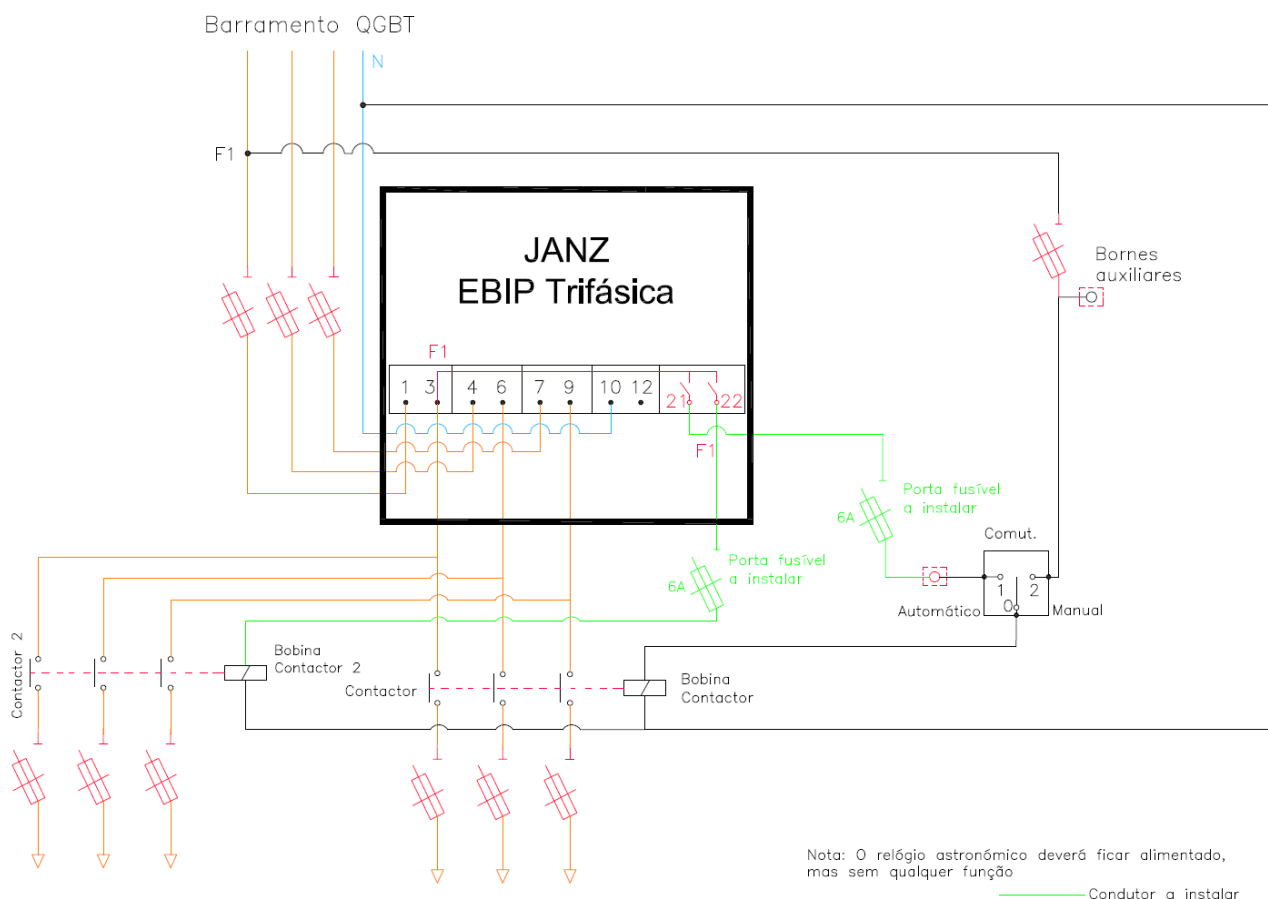 Barramento QGBT
N
F1
JANZ
EBIP Trifásica
Bornes
auxiliares
F1
1 3 4 6 7 9 10 12
21 22
F1
Porta fusível
a instalar
6A
Comut.
1 2
0
Automático
Manual
Porta fusível
a instalar
6A
Contactor 2
Bobina
Contactor 2
Contactor
Bobina
Contactor
Nota: O relógio astronómico deverá ficar alimentado,
mas sem qualquer função
Condutor a instalar